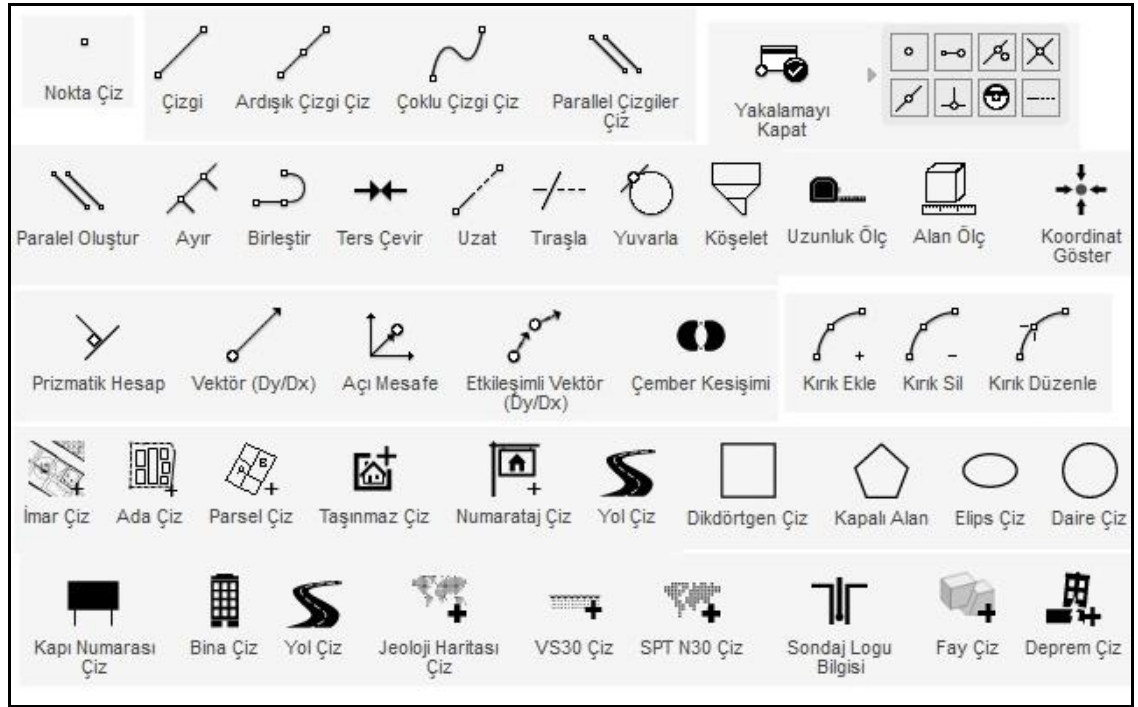 Nokta Çiz
Çizgi
Ardışık Çizgi Çiz
Çoklu Çizgi Çiz
Parallel Çizgiler
Çiz
Yakalamayı
Kapat
Paralel Oluştur
Ayır
Birleştir
Ters Çevir
Uzat
Tıraşla
Yuvarla
Köşelet
Uzunluk Ölç
Alan Ölç
Koordinat
Göster
Prizmatik Hesap
Vektör (Dy/Dx)
Açı Mesafe
Etkileşimli Vektör
(Dy/Dx)
Çember Kesişimi
Kırık Ekle
Kırık Sil
Kırık Düzenle
A
B
İmar Çiz
Ada Çiz
Parsel Çiz
Taşınmaz Çiz
Numarataj Çiz
Yol Çiz
Dikdörtgen Çiz
Kapalı Alan
Elips Çiz
Daire Çiz
Kapı Numarası
Çiz
Bina Çiz
Yol Çiz
Jeoloji Haritası
Çiz
VS30 Çiz
SPT N30 Çiz
Sondaj Logu
Bilgisi
Fay Çiz
Deprem Çiz